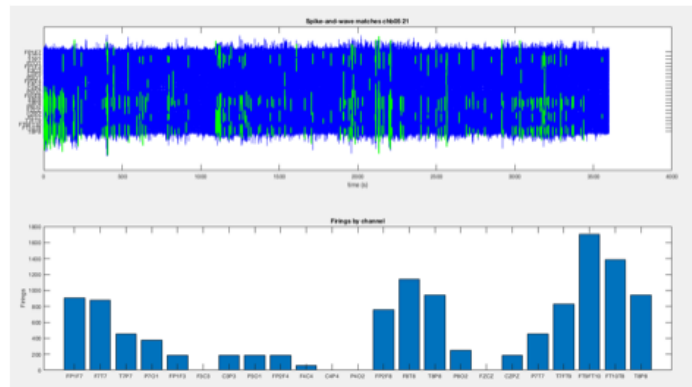 Spike-and-wave matches chb05 21
0 500 1000 1500 2000 2500 3000 3500 4000
time (s)
Firings by channel
1800
1600
1400
1200
1000
800
600
400
200
0
Firings
FP1F7 F7T7 T7P7 P7O1 FP1F3 F3C3 C3P3 P3O1 FP2F4 F4C4 C4P4 P4O2 FP2F8 F8T8 T8P8 P8O2 FZCZ CZPZ P7T7 T7FT9 FT9FT10 FT10T8 T8P8